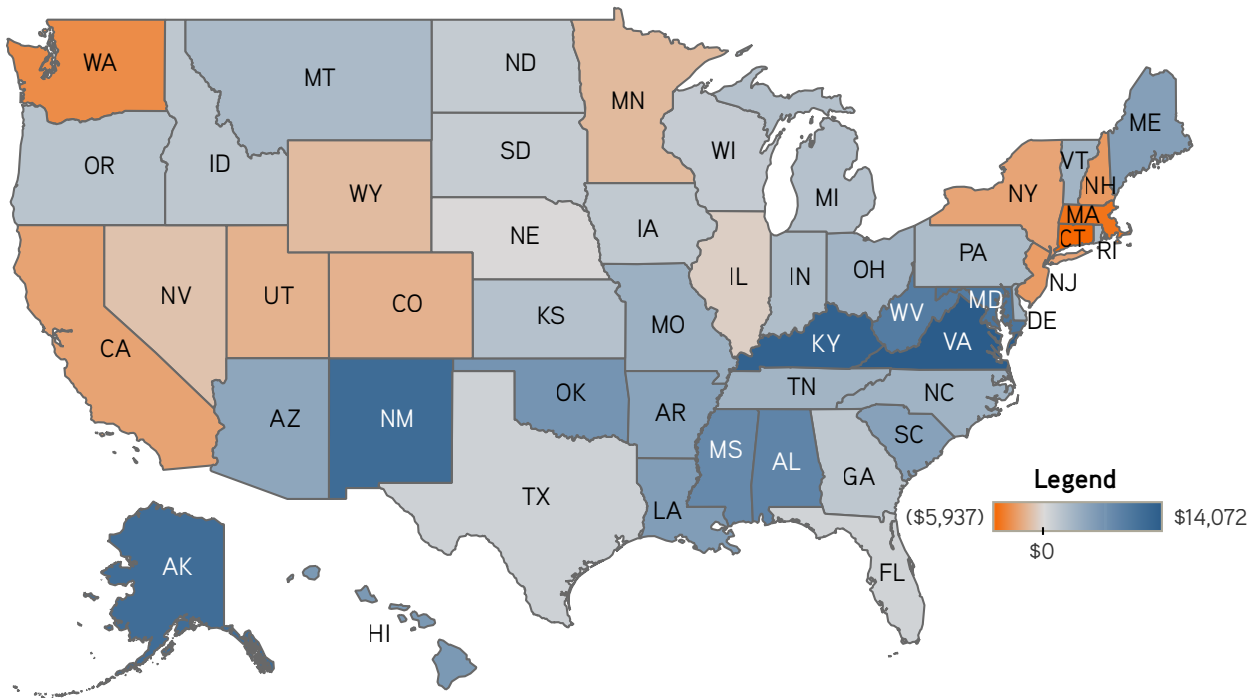 WA
MT
ND
MN
OR
ID
SD
WI
MI
ME
VT
NH
NY
MA
CT
RI
WY
NE
IA
PA
NJ
NV
UT
CO
KS
IL
IN
OH
MD
DE
WV
VA
CA
MO
KY
AZ
NM
OK
AR
TN
NC
SC
MS
AL
GA
TX
LA
FL
AK
HI
Legend
($5,937)
$14,072
$0